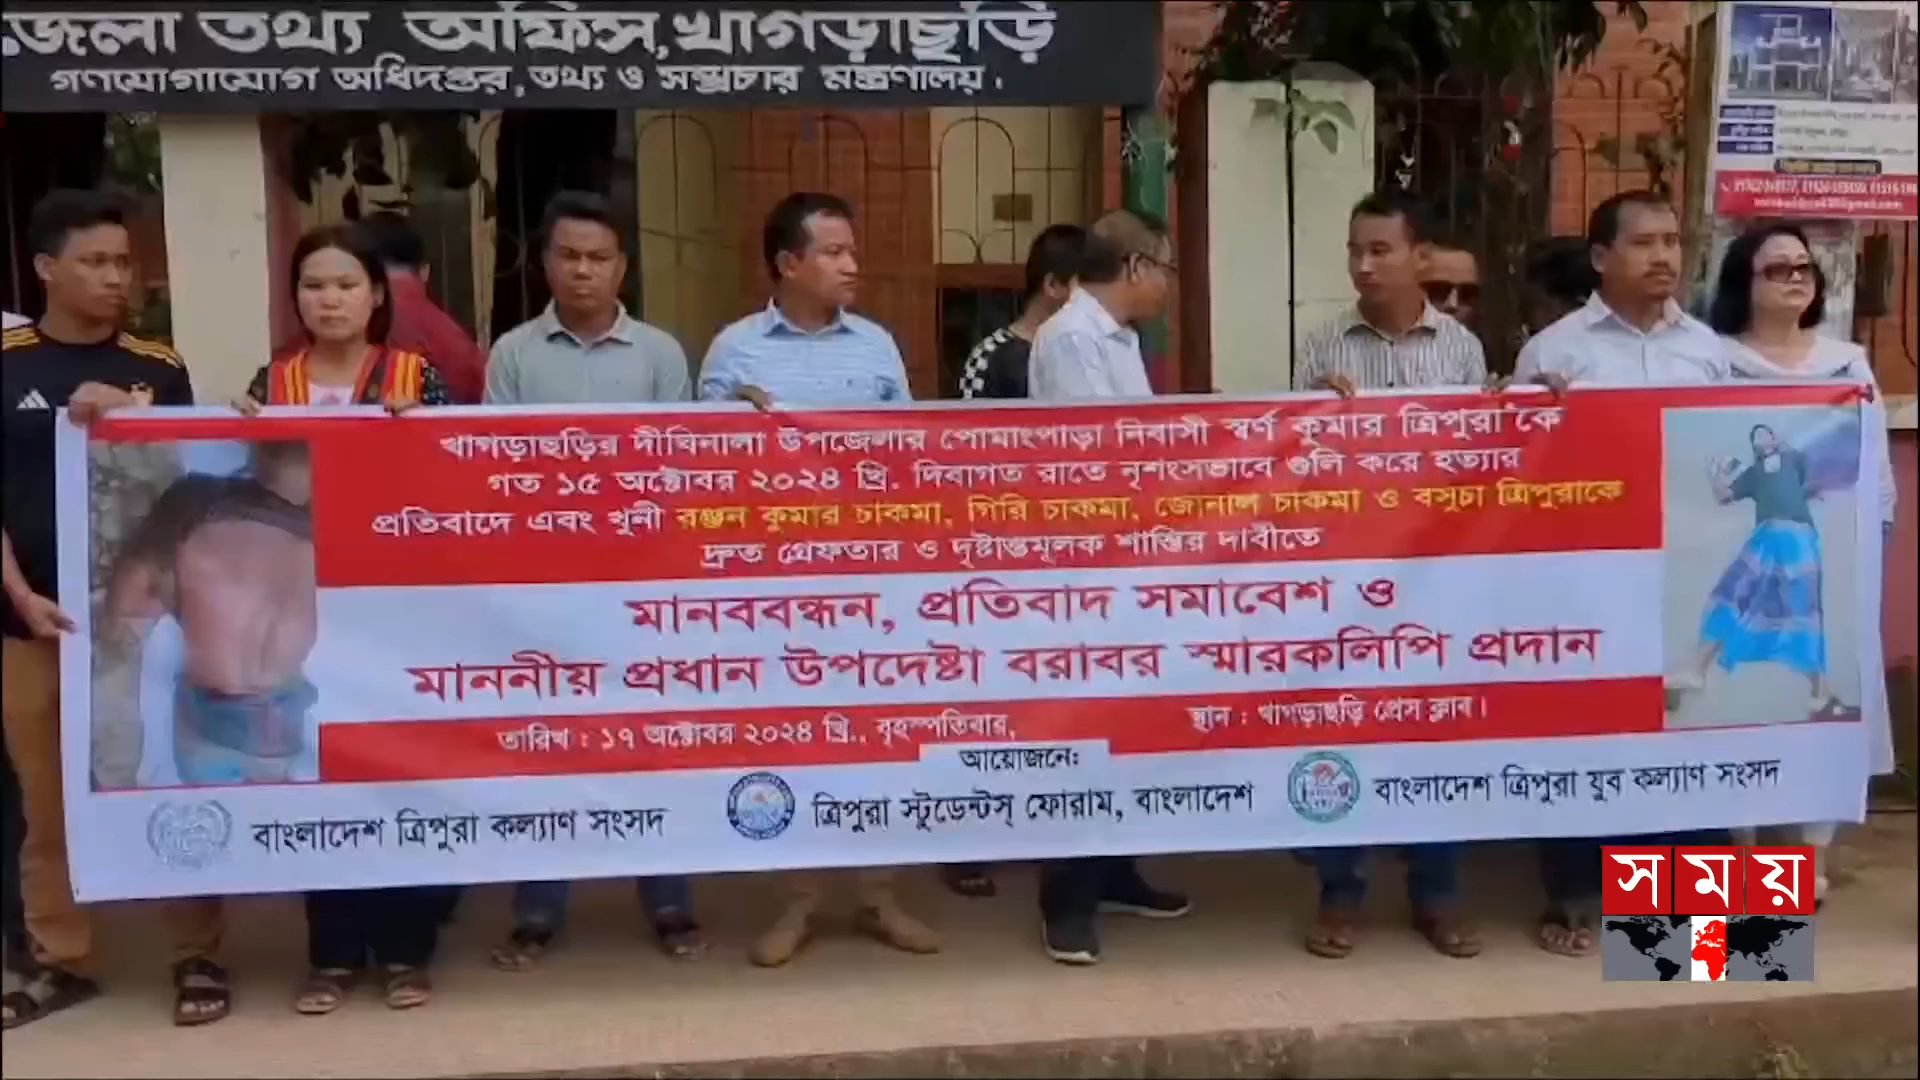 জেলা তথ্য অফিস,খাগড়াছড়ি
গণযোগাযোগ অধিদপ্তর,তথ্য ও সম্প্রচার মন্ত্রণালয়।
খাগড়াছড়ির দীঘিনালা উপজেলার পোমাংপাড়া নিবাসী স্বর্ণ কুমার ত্রিপুরা'কে
গত ১৫ অক্টোবর ২০২৪ খ্রি. দিবাগত রাতে নৃশংসভাবে গুলি করে হত্যার
প্রতিবাদে এবং খুনী রঞ্জন কুমার চাকমা, গিরি চাকমা, জোনাল চাকমা ও বসুচা ত্রিপুরাকে
দ্রুত গ্রেফতার ও দৃষ্টান্তমূলক শাস্তির দাবীতে
মানববন্ধন, প্রতিবাদ সমাবেশ ও
মাননীয় প্রধান উপদেষ্টা বরাবর স্মারকলিপি প্রদান
তারিখ : ১৭ অক্টোবর ২০২৪ খ্রি., বৃহস্পতিবার, স্থান : খাগড়াছড়ি প্রেস ক্লাব।
আয়োজনে:
বাংলাদেশ ত্রিপুরা কল্যাণ সংসদ ত্রিপুরা স্টুডেন্টস্ ফোরাম, বাংলাদেশ বাংলাদেশ ত্রিপুরা যুব কল্যাণ সংসদ
সময়